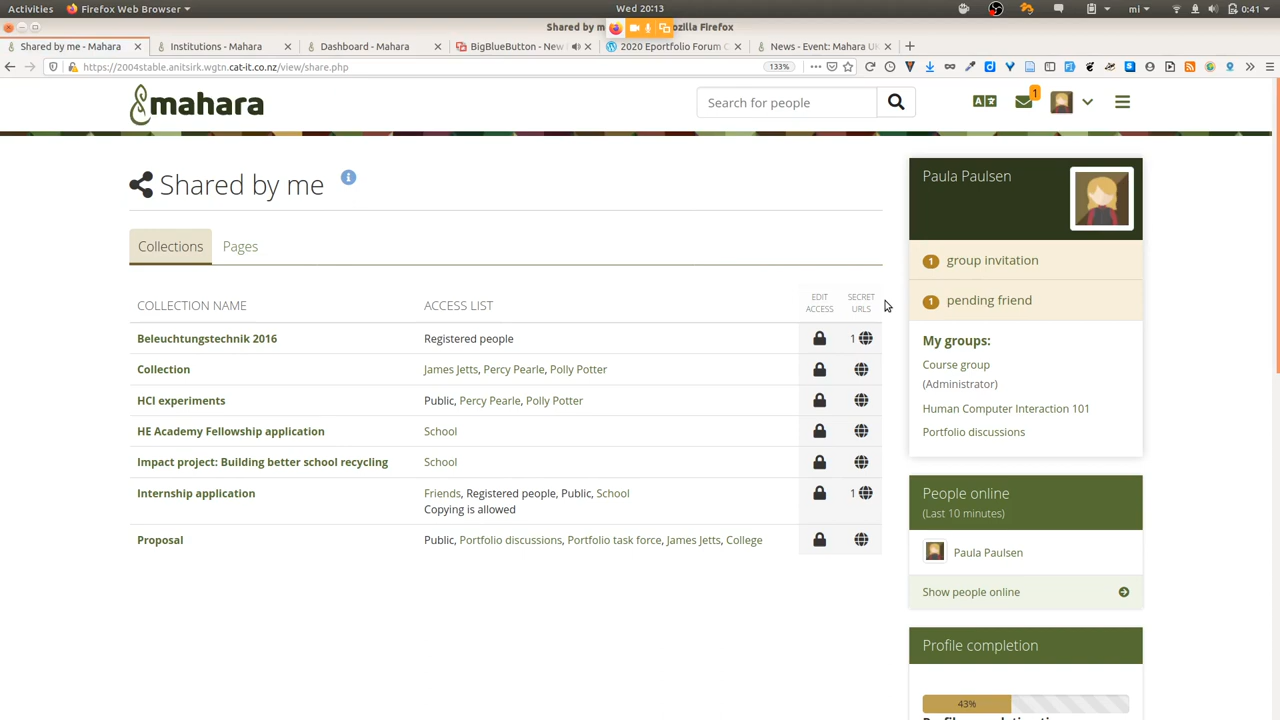 Activities Firefox Web Browser Wed 20:13 mi 0:41
Shared by m zilla Firefox
Shared by me - Mahara Institutions - Mahara Dashboard - Mahara BigBlueButton - New 2020 Eportfolio Forum C News - Event: Mahara UK
https://2004stable.anitsirk.wgtn.cat-it.co.nz/view/share.php 133%
mahara
Search for people
1
Shared by me
Collections Pages
COLLECTION NAME ACCESS LIST EDIT ACCESS SECRET URLS
Beleuchtungstechnik 2016 Registered people 1
Collection James Jetts, Percy Pearle, Polly Potter
HCI experiments Public, Percy Pearle, Polly Potter
HE Academy Fellowship application School
Impact project: Building better school recycling School
Internship application Friends, Registered people, Public, School 1
Copying is allowed
Proposal Public, Portfolio discussions, Portfolio task force, James Jetts, College
Paula Paulsen
1 group invitation
1 pending friend
My groups:
Course group
(Administrator)
Human Computer Interaction 101
Portfolio discussions
People online
(Last 10 minutes)
Paula Paulsen
Show people online
Profile completion
43%